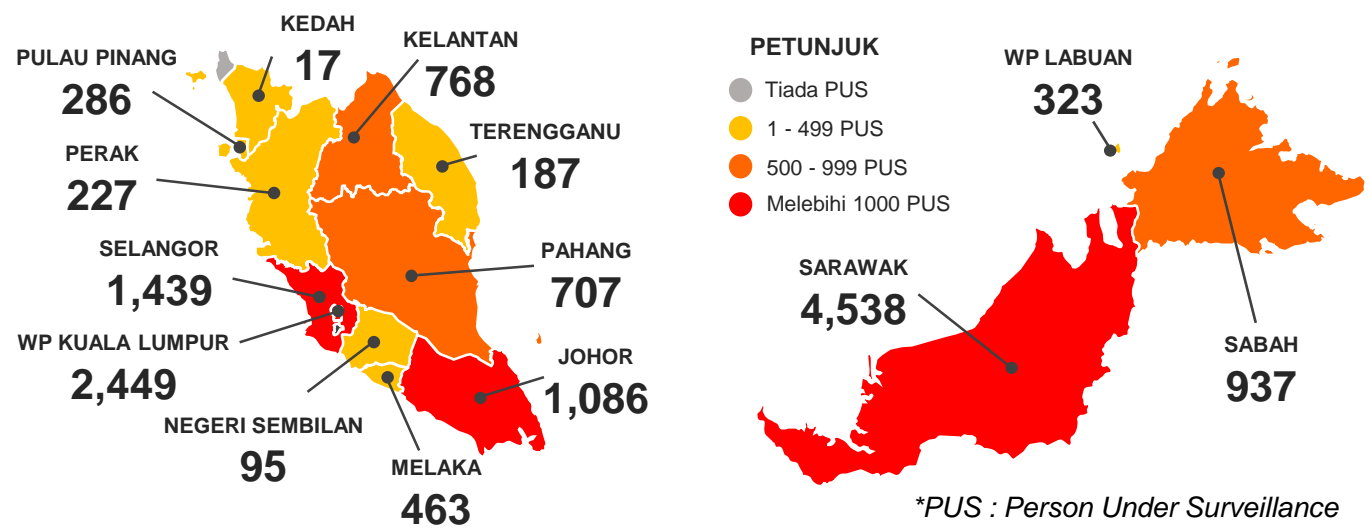 KEDAH
17
KELANTAN
768
PULAU PINANG
286
TERENGGANU
187
PERAK
227
SELANGOR
1,439
PAHANG
707
WP KUALA LUMPUR
2,449
JOHOR
1,086
NEGERI SEMBILAN
95
MELAKA
463
PETUNJUK
Tiada PUS
1 - 499 PUS
500 - 999 PUS
Melebihi 1000 PUS
WP LABUAN
323
SARAWAK
4,538
SABAH
937
*PUS : Person Under Surveillance